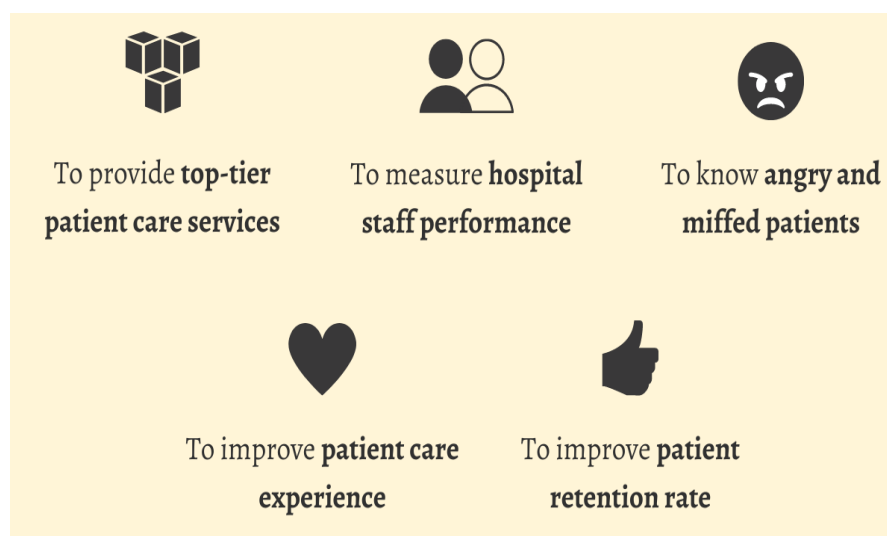 To provide top-tier
patient care services
To measure hospital
staff performance
To know angry and
miffed patients
To improve patient care
experience
To improve patient
retention rate